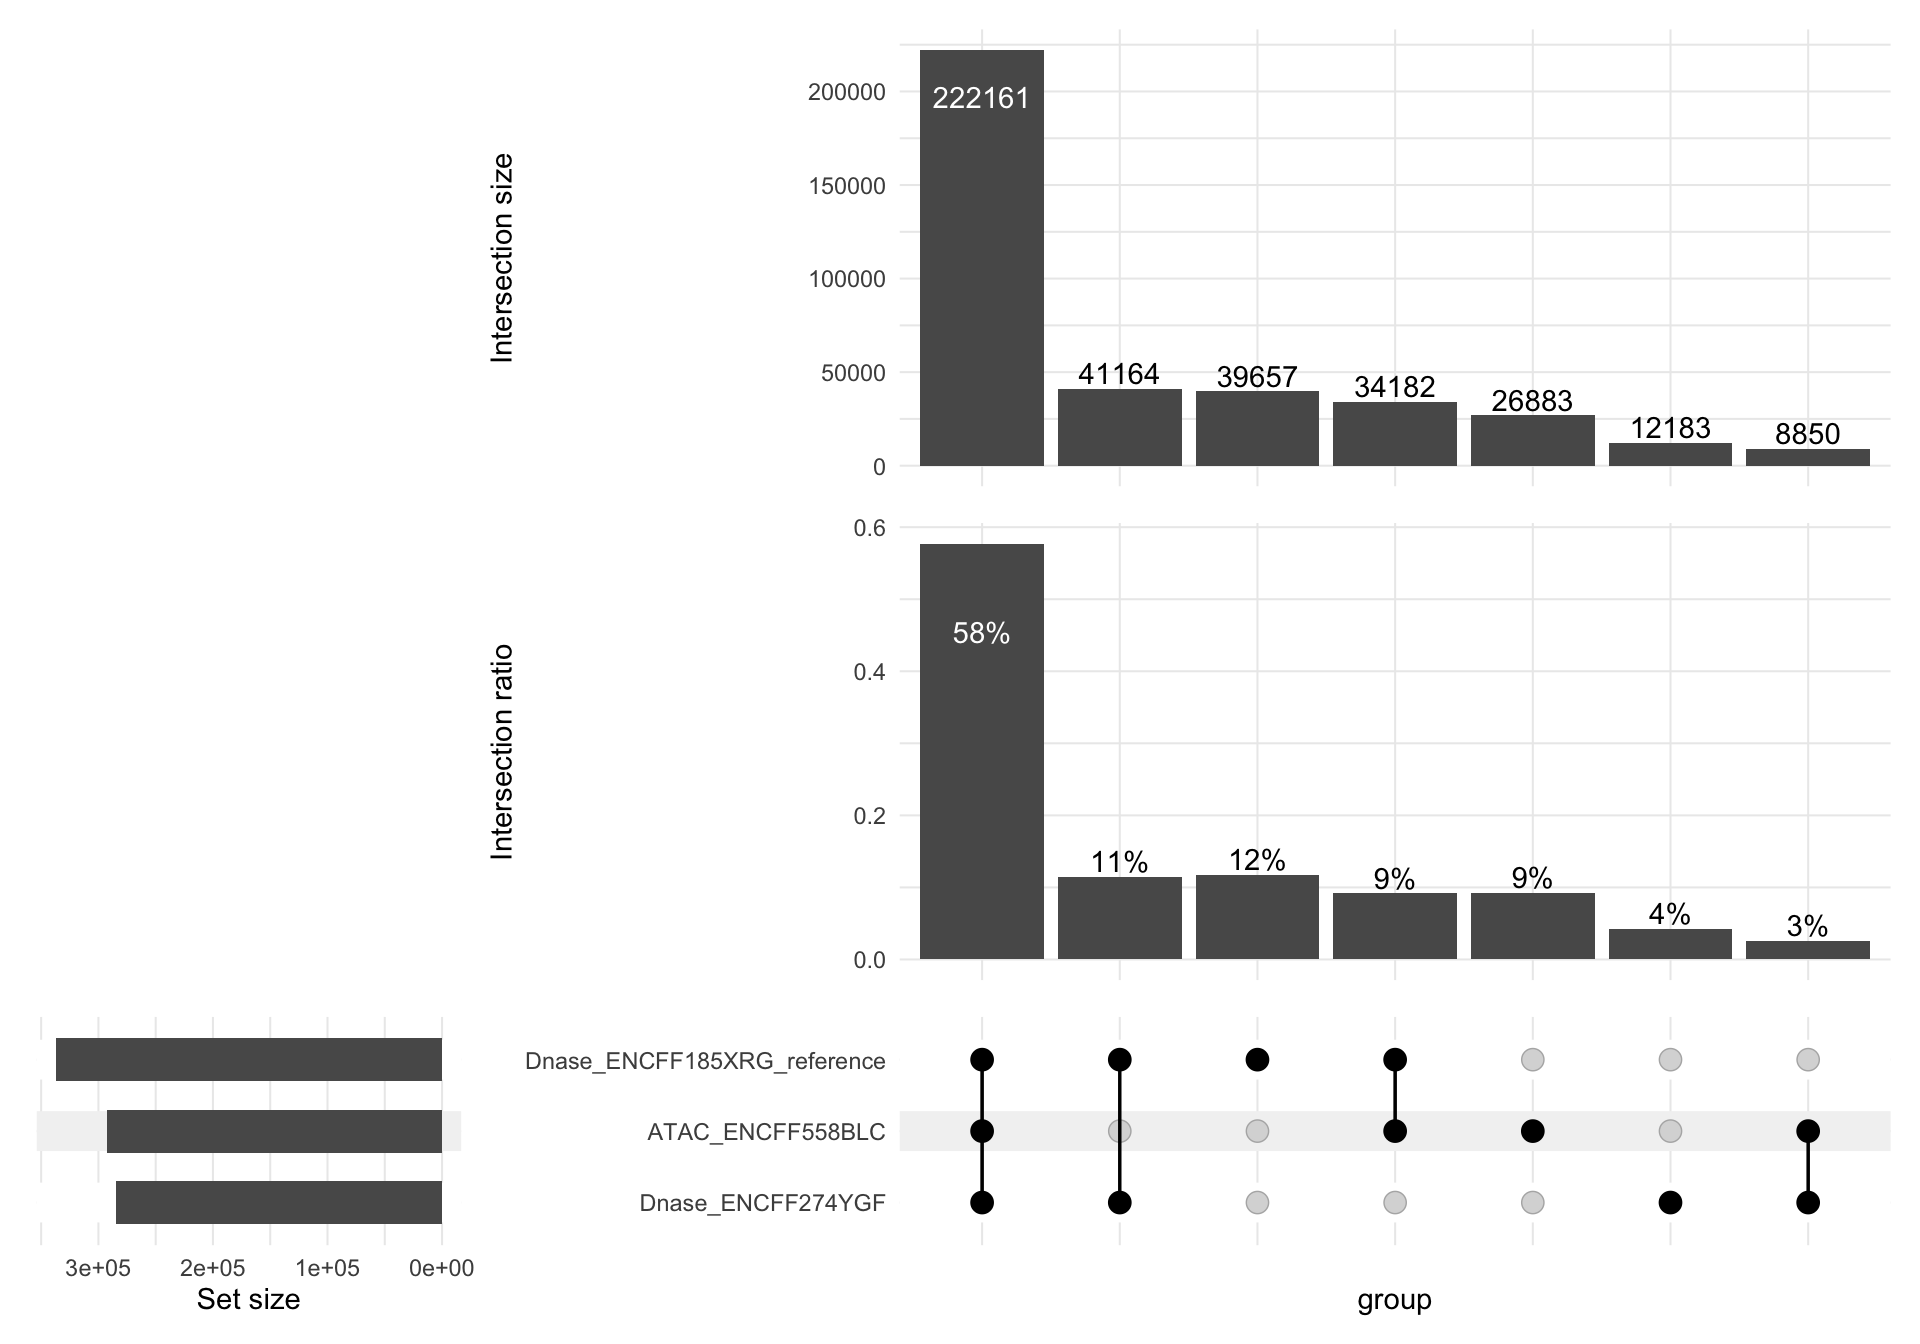 Intersection size
200000
150000
100000
50000
0
222161
41164
39657
34182
26883
12183
8850
Intersection ratio
0.6
0.4
0.2
0.0
58%
11%
12%
9%
9%
4%
3%
Dnase_ENCFF185XRG_reference
ATAC_ENCFF558BLC
Dnase_ENCFF274YGF
3e+05 2e+05 1e+05 0e+00
Set size
group